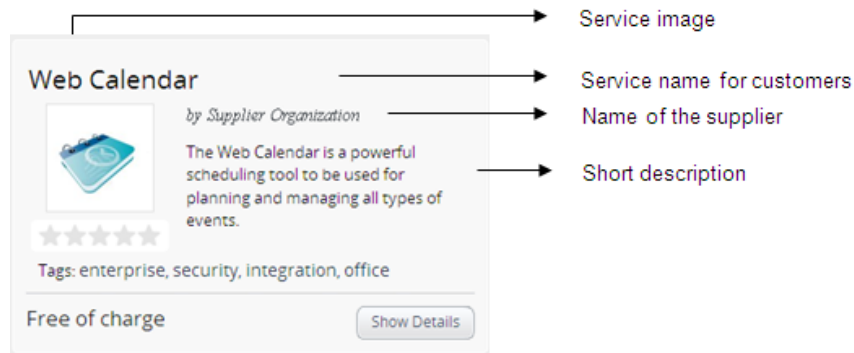 Service image
Web Calendar
Service name for customers
by Supplier Organization
Name of the supplier
The Web Calendar is a powerful
scheduling tool to be used for
planning and managing all types of
events.
Short description
Tags: enterprise, security, integration, office
Free of charge
Show Details